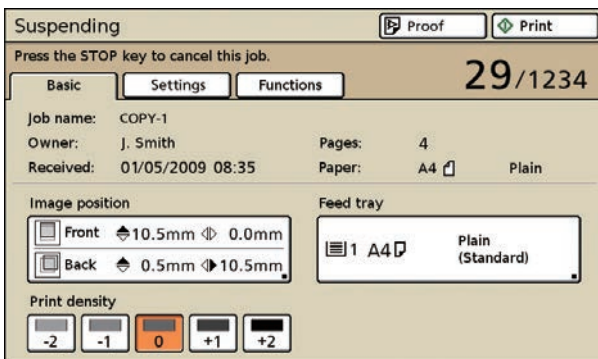 Suspending Proof Print
Press the STOP key to cancel this job.
29/1234
Basic Settings Functions
Job name: COPY-1
Owner: J. Smith Pages: 4
Received: 01/05/2009 08:35 Paper: A4 Plain
Image position Feed tray
Front 10.5mm 0.0mm
Back 0.5mm 10.5mm
1 A4 Plain
(Standard)
Print density
-2 -1 0 +1 +2